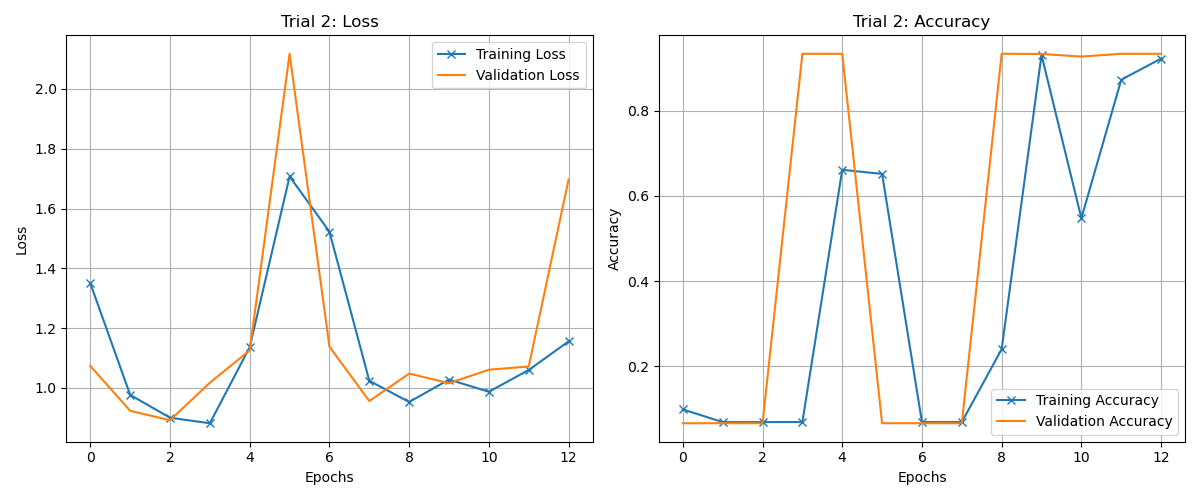 Trial 2: Loss
Training Loss
Validation Loss
2.0
1.8
1.6
1.4
1.2
1.0
Loss
0 2 4 6 8 10 12
Epochs
Trial 2: Accuracy
0.8
0.6
0.4
0.2
Accuracy
Training Accuracy
Validation Accuracy
0 2 4 6 8 10 12
Epochs